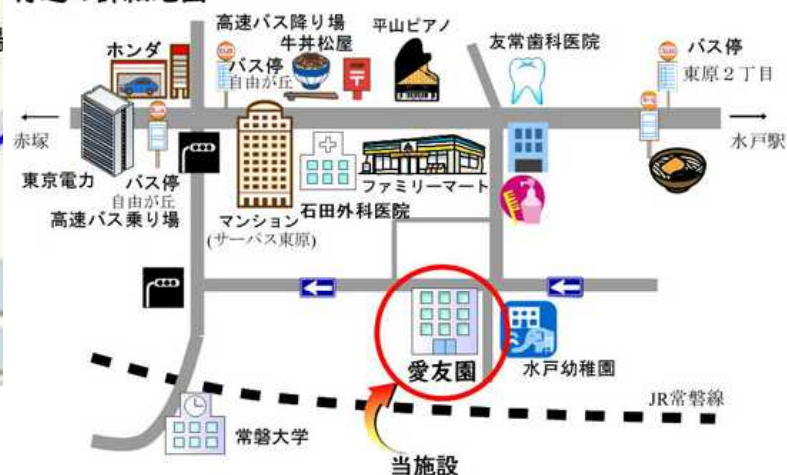 高速バス降り場
平山ピアノ
ホンダ
牛丼松屋
友常歯科医院
バス停
自由が丘
バス停
東原２丁目
赤塚
水戸駅
東京電力
バス停
自由が丘
高速バス乗り場
マンション
(サーパス東原)
石田外科医院
ファミリーマート
愛友園
水戸幼稚園
JR常磐線
常磐大学
当施設